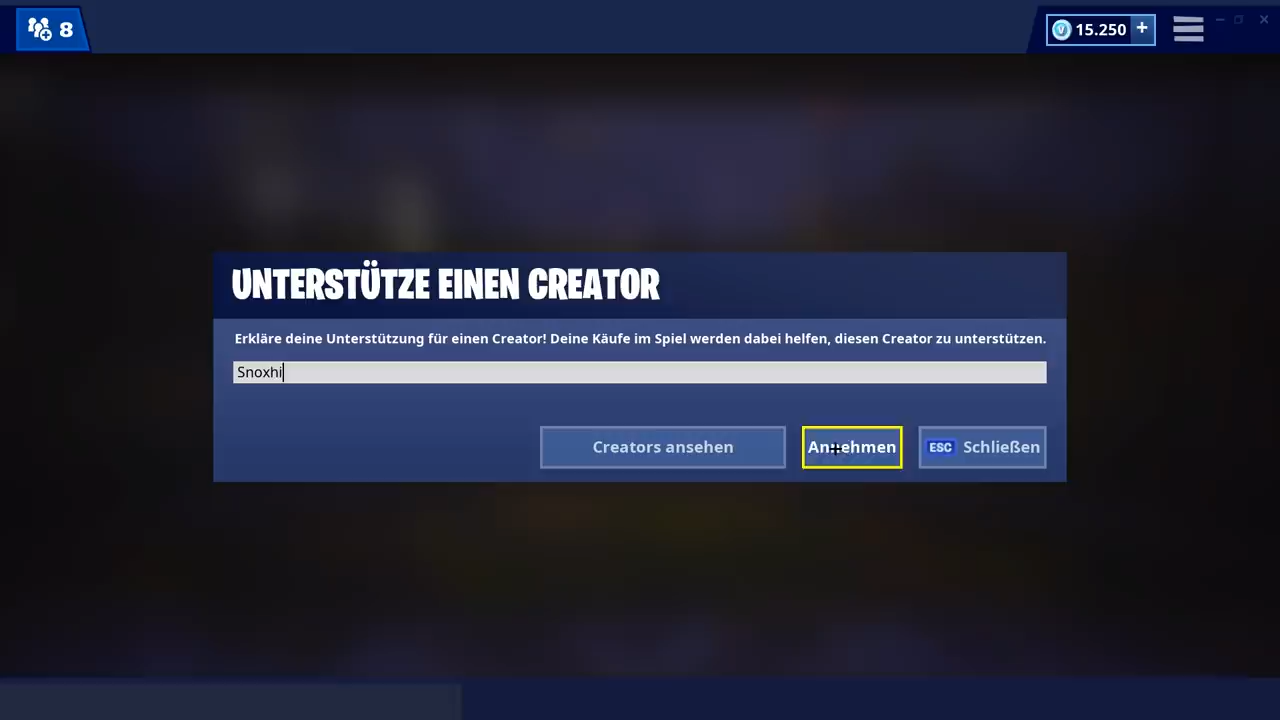 8
15.250 +
UNTERSTÜTZE EINEN CREATOR
Erkläre deine Unterstützung für einen Creator! Deine Käufe im Spiel werden dabei helfen, diesen Creator zu unterstützen.
Snoxhi
Creators ansehen Annehmen ESC Schließen